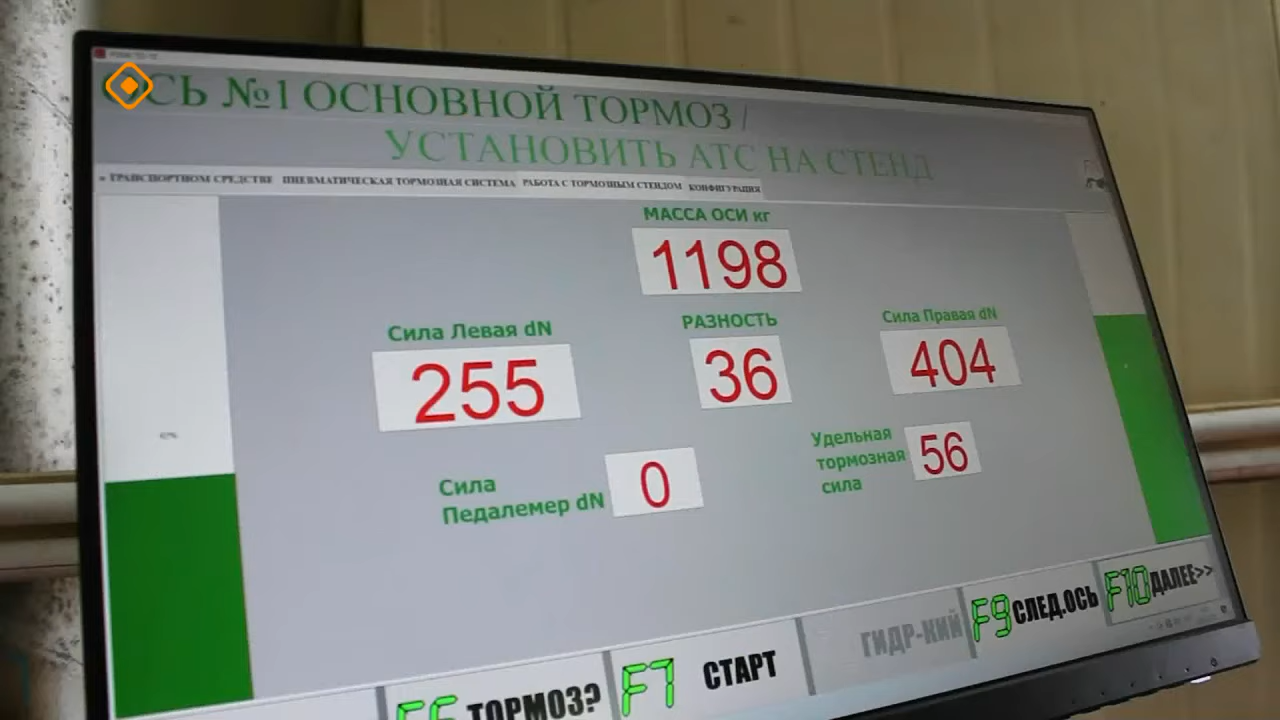 ОСЬ №1 ОСНОВНОЙ ТОРМОЗ /
УСТАНОВИТЬ АТС НА СТЕНД
ТРАНСПОРТНОМ СРЕДСТВЕ ПНЕВМАТИЧЕСКАЯ ТОРМОЗНАЯ СИСТЕМА РАБОТА С ТОРМОЗНЫМ СТЕНДОМ КОНФИГУРАЦИЯ
МАССА ОСИ кг
1198
Сила Левая dN
РАЗНОСТЬ
Сила Правая dN
255
36
404
Сила
Педалемер dN
0
Удельная
тормозная
сила
56
ТОРМОЗ?
F7 СТАРТ
ГИДР-КИЙ
F9 СЛЕД.ОСЬ
F10 ДАЛЕЕ>>